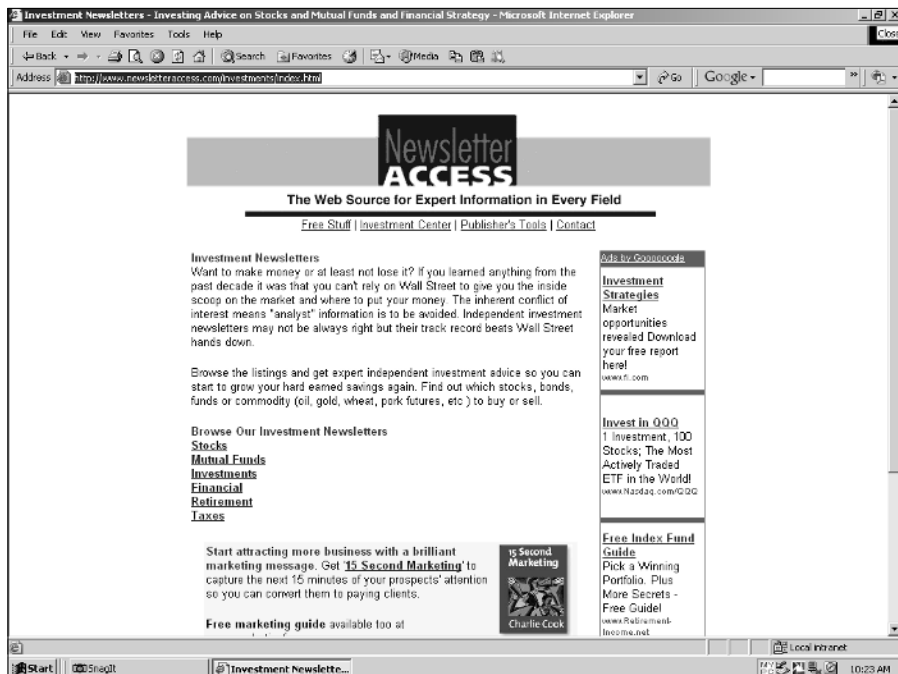 Investment Newsletters - Investing Advice on Stocks and Mutual Funds and Financial Strategy - Microsoft Internet Explorer
File Edit View Favorites Tools Help
Close
Back Search Favorites Media
Address http://www.newsletteraccess.com/investments/index.html Go Google
Newsletter
ACCESS
The Web Source for Expert Information in Every Field
Free Stuff | Investment Center | Publisher's Tools | Contact
Investment Newsletters
Want to make money or at least not lose it? If you learned anything from the
past decade it was that you can't rely on Wall Street to give you the inside
scoop on the market and where to put your money. The inherent conflict of
interest means "analyst" information is to be avoided. Independent investment
newsletters may not be always right but their track record beats Wall Street
hands down.
Browse the listings and get expert independent investment advice so you can
start to grow your hard earned savings again. Find out which stocks, bonds,
funds or commodity (oil, gold, wheat, pork futures, etc ) to buy or sell.
Browse Our Investment Newsletters
Stocks
Mutual Funds
Investments
Financial
Retirement
Taxes
Start attracting more business with a brilliant
marketing message. Get '15 Second Marketing' to
capture the next 15 minutes of your prospects' attention
so you can convert them to paying clients.
Free marketing guide available too at
15 Second
Marketing
Charlie Cook
Ads by Goooooogle
Investment
Strategies
Market
opportunities
revealed Download
your free report
here!
www.fi.com
Invest in QQQ
1 Investment, 100
Stocks; The Most
Actively Traded
ETF in the World!
www.Nasdaq.com/QQQ
Free Index Fund
Guide
Pick a Winning
Portfolio. Plus
More Secrets -
Free Guide!
www.Retirement-
Income.net
Local intranet
Start SnagIt Investment Newslette... 10:23 AM